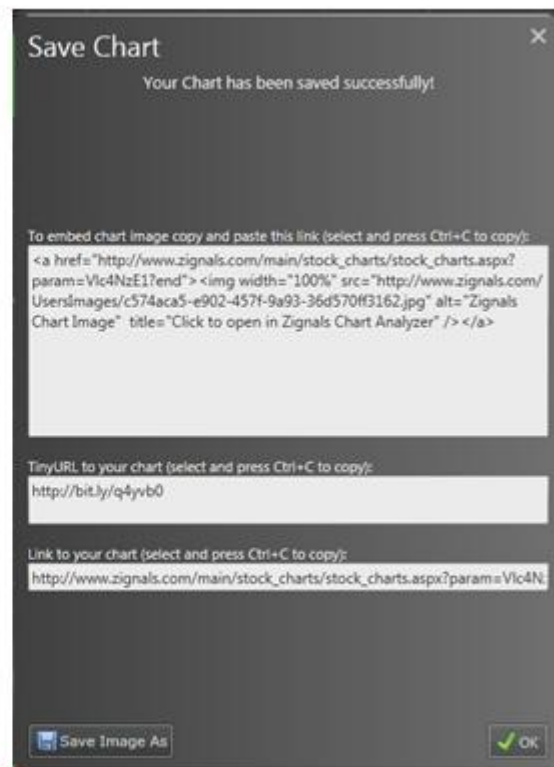 Save Chart
Your Chart has been saved successfully!
To embed chart image copy and paste this link (select and press Ctrl+C to copy):
<a href="http://www.zignals.com/main/stock_charts/stock_charts.aspx?
param=Vlc4NzE1?end"><img width="100%" src="http://www.zignals.com/
UsersImages/c574aca5-e902-457f-9a93-36d570ff3162.jpg" alt="Zignals
Chart Image"  title="Click to open in Zignals Chart Analyzer" /></a>
TinyURL to your chart (select and press Ctrl+C to copy):
http://bit.ly/q4yvb0
Link to your chart (select and press Ctrl+C to copy):
http://www.zignals.com/main/stock_charts/stock_charts.aspx?param=Vlc4N
Save Image As
OK